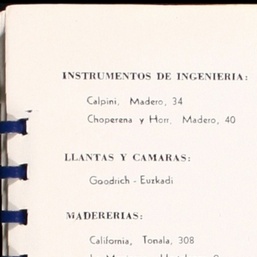 INSTRUMENTOS DE INGENIERIA:
Calpini, Madero, 34
Choperena y Horr, Madero, 40
LLANTAS Y CAMARAS:
Goodrich - Euzkadi
MADERERIAS:
California, Tonala, 308